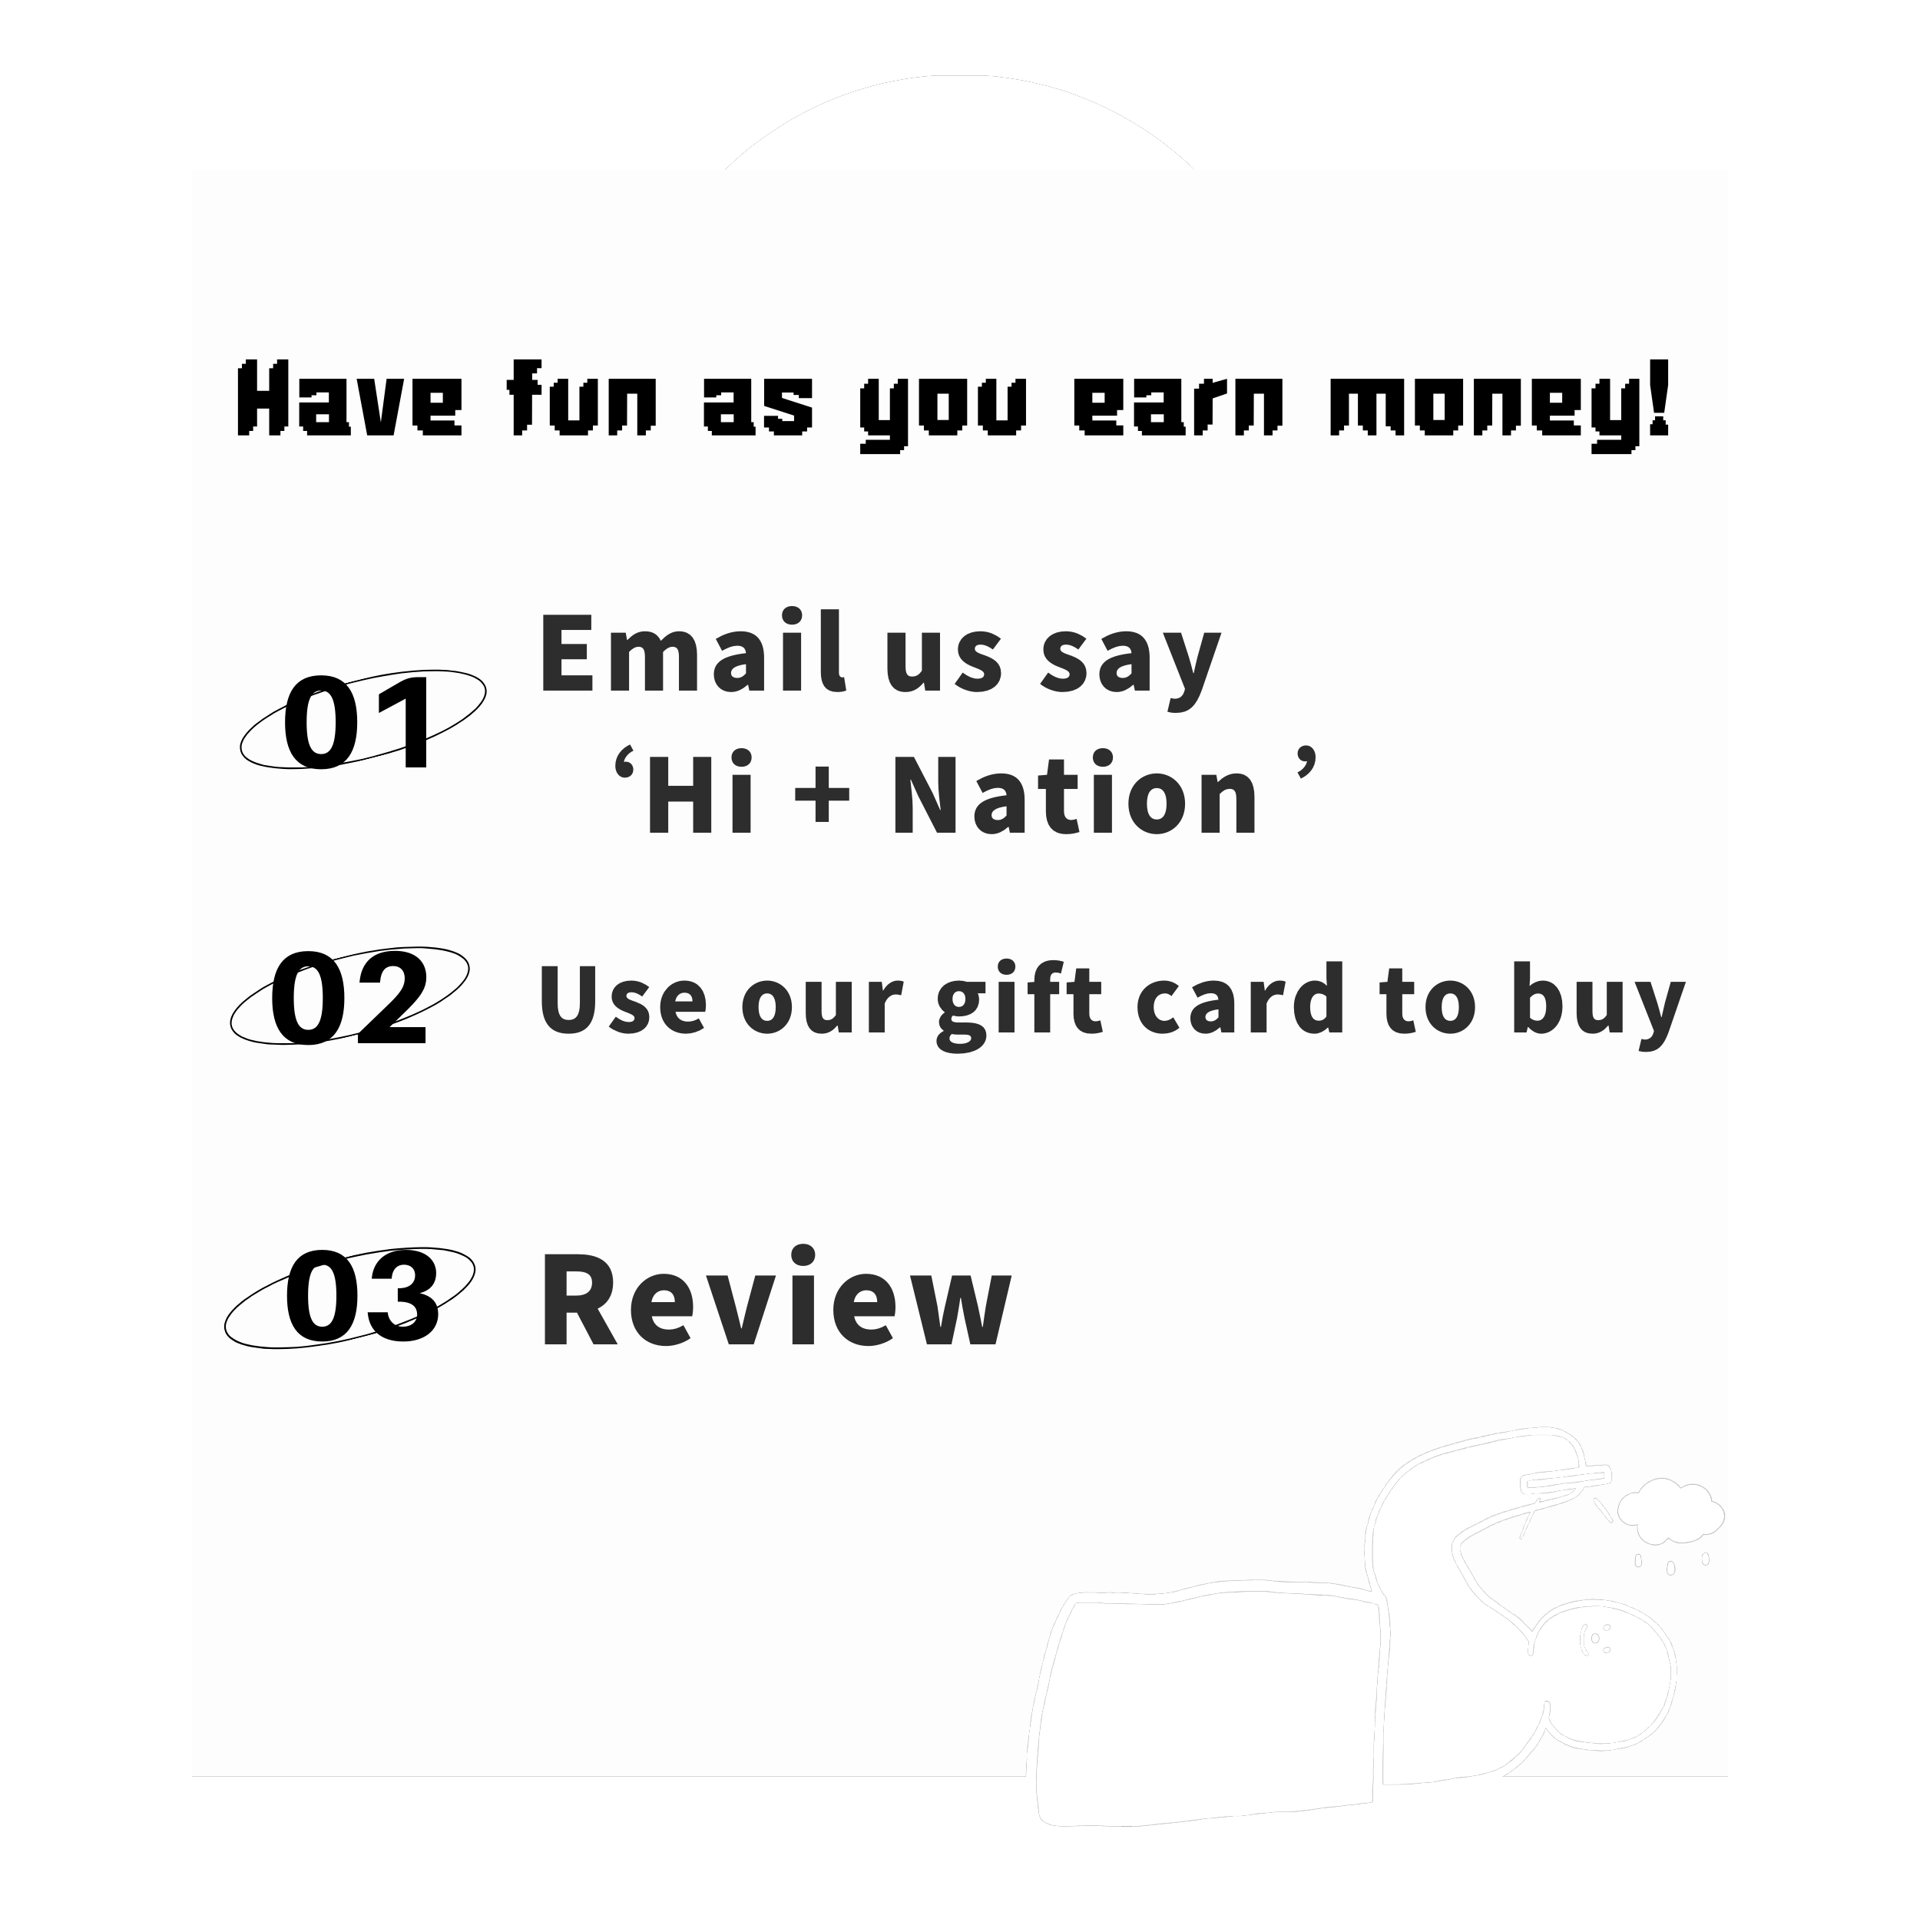 Have fun as you earn money!
01
Email us say
‘Hi + Nation ’
02
Use our gift card to buy
03
Review